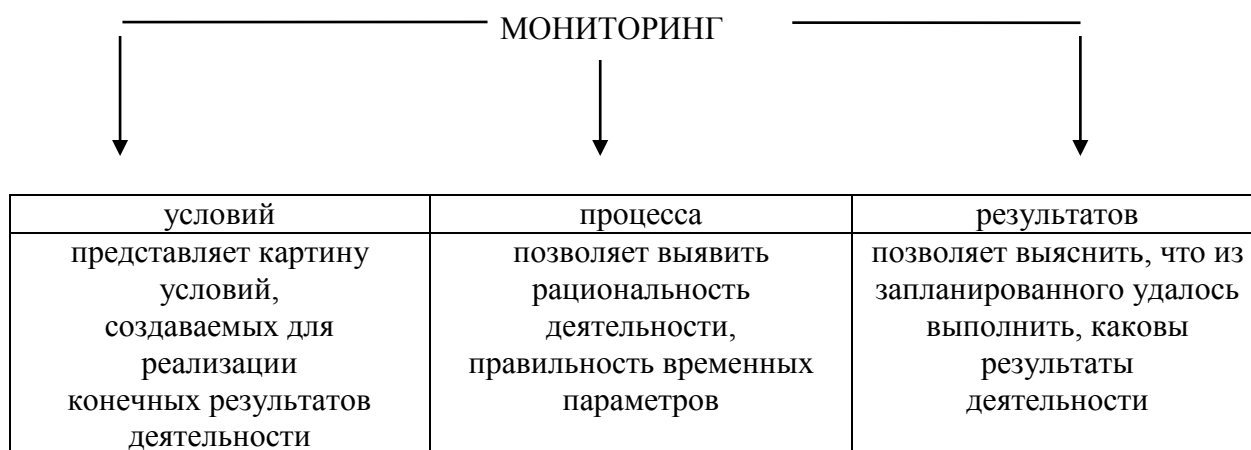 МОНИТОРИНГ
условий
процесса
результатов
представляет картину
условий,
создаваемых для
реализации
конечных результатов
деятельности
позволяет выявить
рациональность
деятельности,
правильность временных
параметров
позволяет выяснить, что из
запланированного удалось
выполнить, каковы
результаты
деятельности